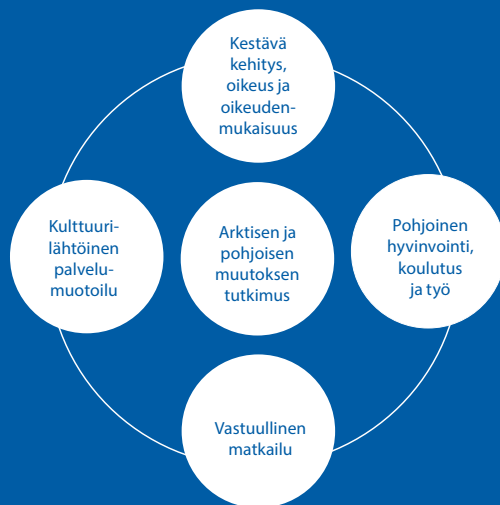 Kestävä
kehitys,
oikeus ja
oikeuden-
mukaisuus
Kulttuuri-
lähtöinen
palvelu-
muotoilu
Arktisen ja
pohjoisen
muutoksen
tutkimus
Pohjoinen
hyvinvointi,
koulutus
ja työ
Vastuullinen
matkailu